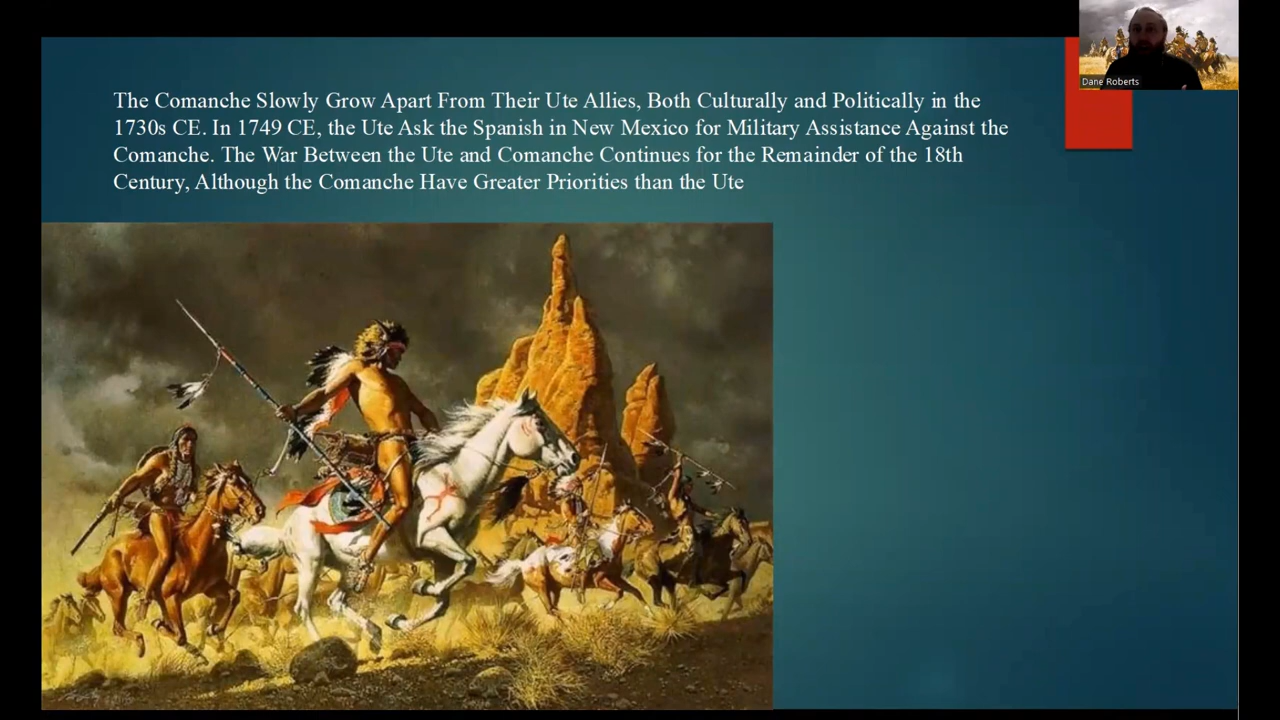 The Comanche Slowly Grow Apart From Their Ute Allies, Both Culturally and Politically in the
1730s CE. In 1749 CE, the Ute Ask the Spanish in New Mexico for Military Assistance Against the
Comanche. The War Between the Ute and Comanche Continues for the Remainder of the 18th
Century, Although the Comanche Have Greater Priorities than the Ute
Dane Roberts